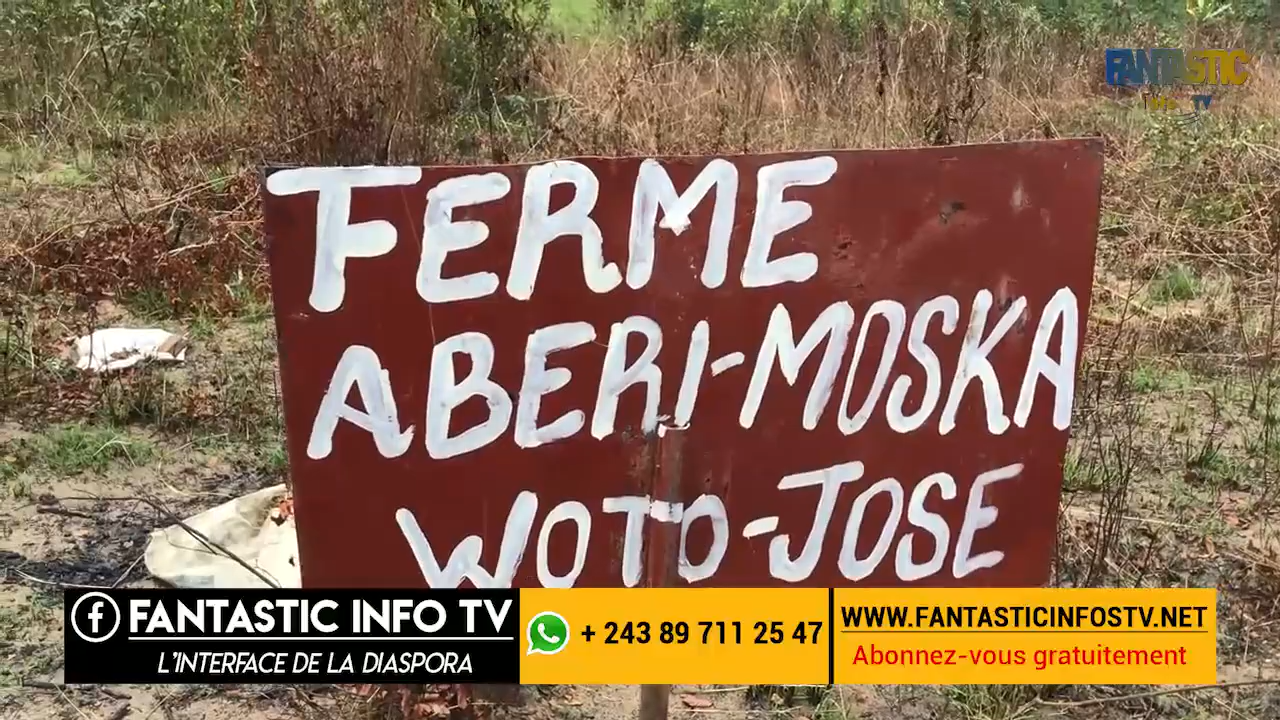 FANTASTIC
Info TV
FERME
ABERI-MOSKA
WOTO-JOSE
FANTASTIC INFO TV
L'INTERFACE DE LA DIASPORA
+ 243 89 711 25 47
WWW.FANTASTICINFOSTV.NET
Abonnez-vous gratuitement